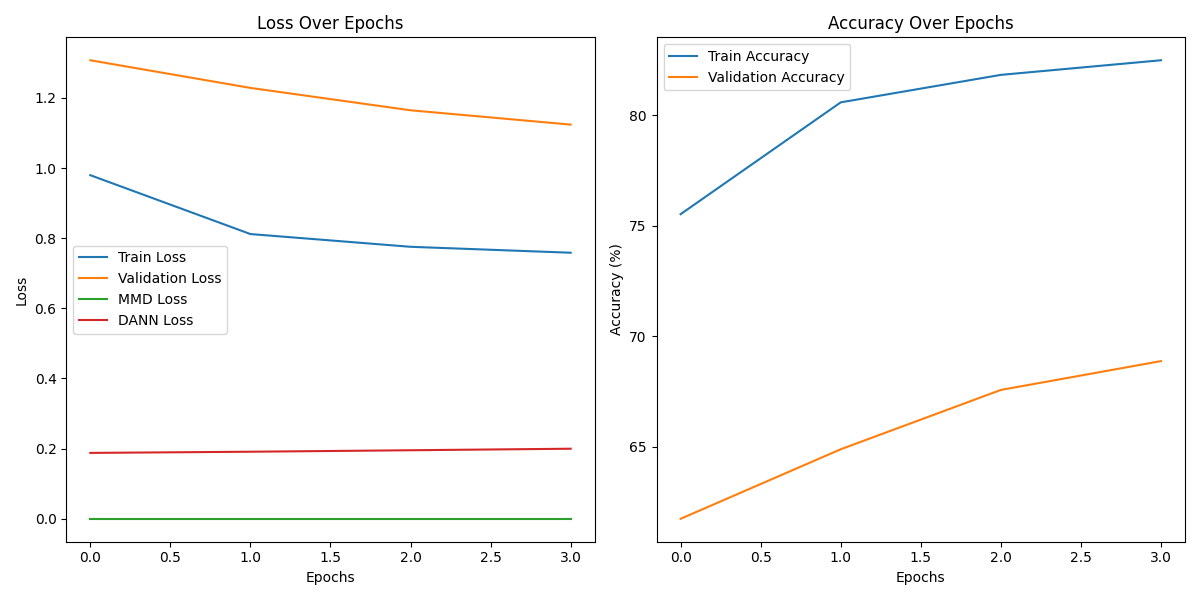 Loss Over Epochs
1.2
1.0
0.8
0.6
0.4
0.2
0.0
Loss
Train Loss
Validation Loss
MMD Loss
DANN Loss
0.0 0.5 1.0 1.5 2.0 2.5 3.0
Epochs
Accuracy Over Epochs
Train Accuracy
Validation Accuracy
80
75
70
65
Accuracy (%)
0.0 0.5 1.0 1.5 2.0 2.5 3.0
Epochs